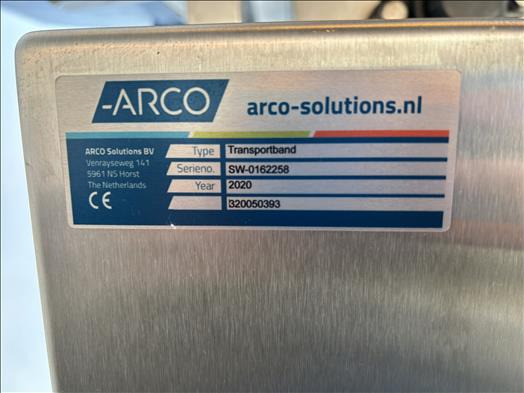 -ARCO
arco-solutions.nl
ARCO Solutions BV
Venrayseweg 141
5961 NS Horst
The Netherlands
CE
Type Transportband
Serieno. SW-0162258
Year 2020
320050393